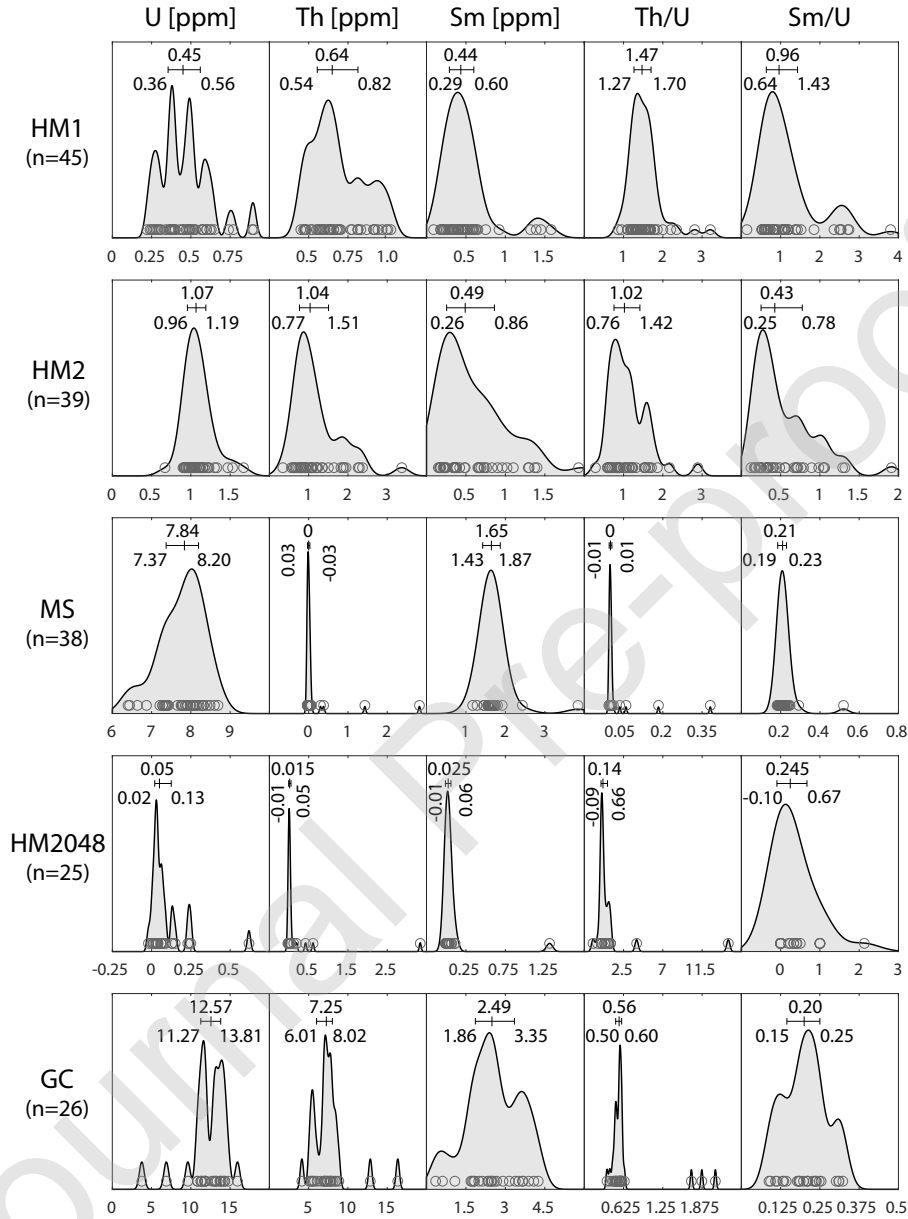 U [ppm] Th [ppm] Sm [ppm] Th/U Sm/U
HM1
(n=45)
0.45 0.64 0.44 1.47 0.96
0.36 0.56 0.54 0.82 0.29 0.60 1.27 1.70 0.64 1.43
0 0.25 0.5 0.75 0.5 0.75 1.0 0.5 1 1.5 1 2 3 1 2 3 4
HM2
(n=39)
1.07 1.04 0.49 1.02 0.43
0.96 1.19 0.77 1.51 0.26 0.86 0.76 1.42 0.25 0.78
0 0.5 1 1.5 1 2 3 0.5 1 1.5 1 2 3 0.5 1 1.5 2
MS
(n=38)
7.84 0 1.65 0 0.21
7.37 8.20 0.03 -0.03 1.43 1.87 -0.01 0.01 0.19 0.23
6 7 8 9 0 1 2 1 2 3 0.05 0.2 0.35 0.2 0.4 0.6 0.8
HM2048
(n=25)
0.05 0.015 0.025 0.14 0.245
0.02 0.13 -0.01 0.05 -0.01 0.06 -0.09 0.66 -0.10 0.67
-0.25 0 0.25 0.5 0.5 1.5 2.5 0.25 0.75 1.25 2.5 7 11.5 0 1 2 3
GC
(n=26)
12.57 7.25 2.49 0.56 0.20
11.27 13.81 6.01 8.02 1.86 3.35 0.50 0.60 0.15 0.25
0 5 10 15 5 10 15 1.5 3 4.5 0.625 1.25 1.875 0.125 0.25 0.375 0.5
ournal Pre-proo